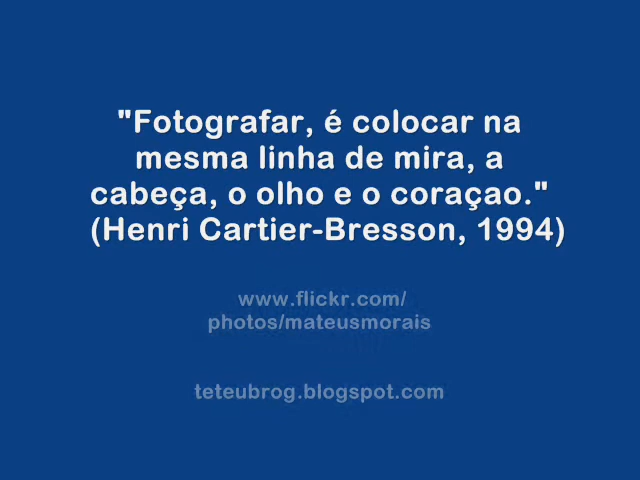 "Fotografar, é colocar na
mesma linha de mira, a
cabeça, o olho e o coraçao."
(Henri Cartier-Bresson, 1994)
www.flickr.com/
photos/mateusmorais
teteubrog.blogspot.com